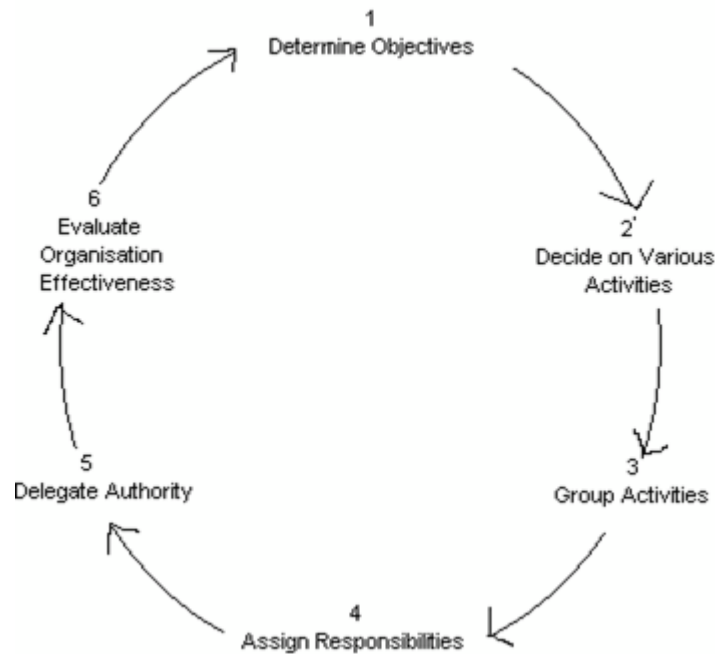 1
Determine Objectives
2
Decide on Various
Activities
3
Group Activities
4
Assign Responsibilities
5
Delegate Authority
6
Evaluate
Organisation
Effectiveness